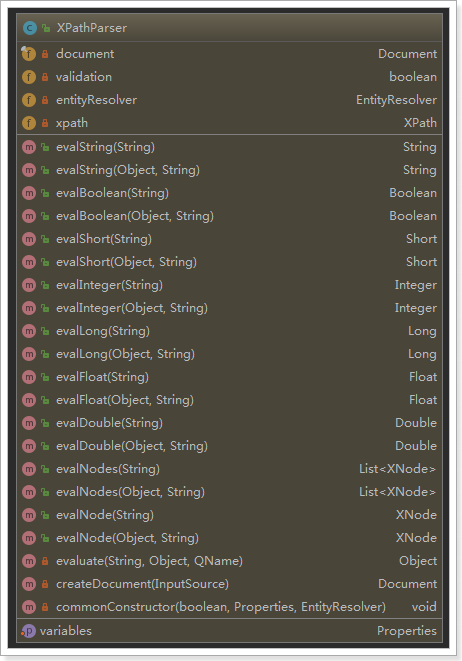 XPathParser
document Document
validation boolean
entityResolver EntityResolver
xpath XPath
evalString(String) String
evalString(Object, String) String
evalBoolean(String) Boolean
evalBoolean(Object, String) Boolean
evalShort(String) Short
evalShort(Object, String) Short
evalInteger(String) Integer
evalInteger(Object, String) Integer
evalLong(String) Long
evalLong(Object, String) Long
evalFloat(String) Float
evalFloat(Object, String) Float
evalDouble(String) Double
evalDouble(Object, String) Double
evalNodes(String) List<XNode>
evalNodes(Object, String) List<XNode>
evalNode(String) XNode
evalNode(Object, String) XNode
evaluate(String, Object, QName) Object
createDocument(InputSource) Document
commonConstructor(boolean, Properties, EntityResolver) void
variables Properties